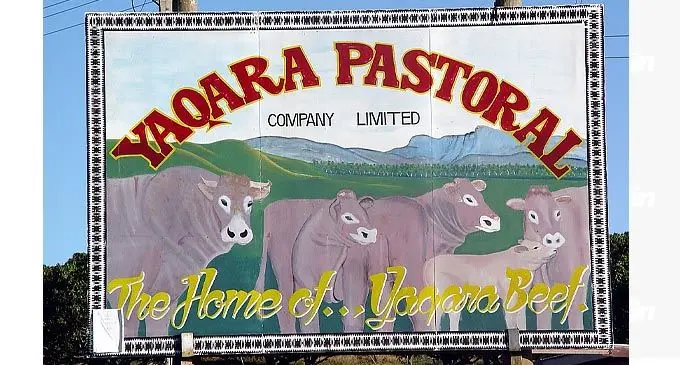 YAQARA PASTORAL
COMPANY LIMITED
The Home of... Yaqara Beef.